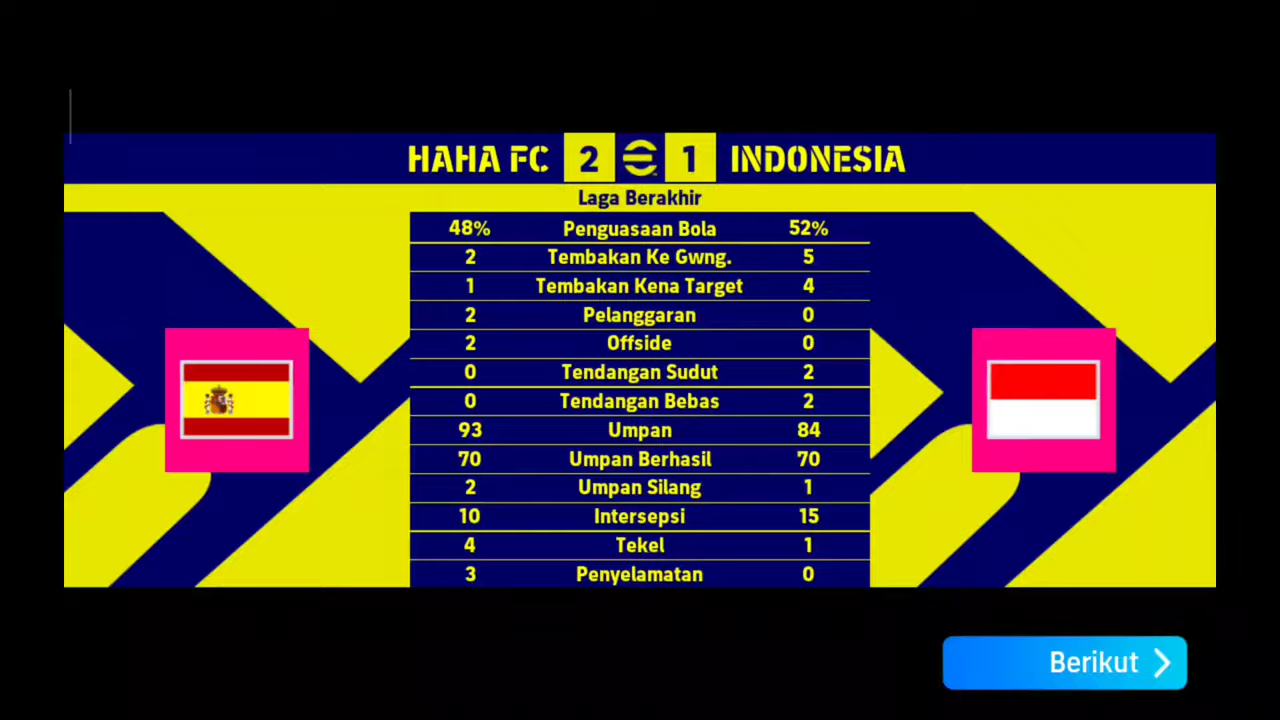 HAHA FC 2 1 INDONESIA
Laga Berakhir
48% Penguasaan Bola 52%
2 Tembakan Ke Gwng. 5
1 Tembakan Kena Target 4
2 Pelanggaran 0
2 Offside 0
0 Tendangan Sudut 2
0 Tendangan Bebas 2
93 Umpan 84
70 Umpan Berhasil 70
2 Umpan Silang 1
10 Intersepsi 15
4 Tekel 1
3 Penyelamatan 0
Berikut